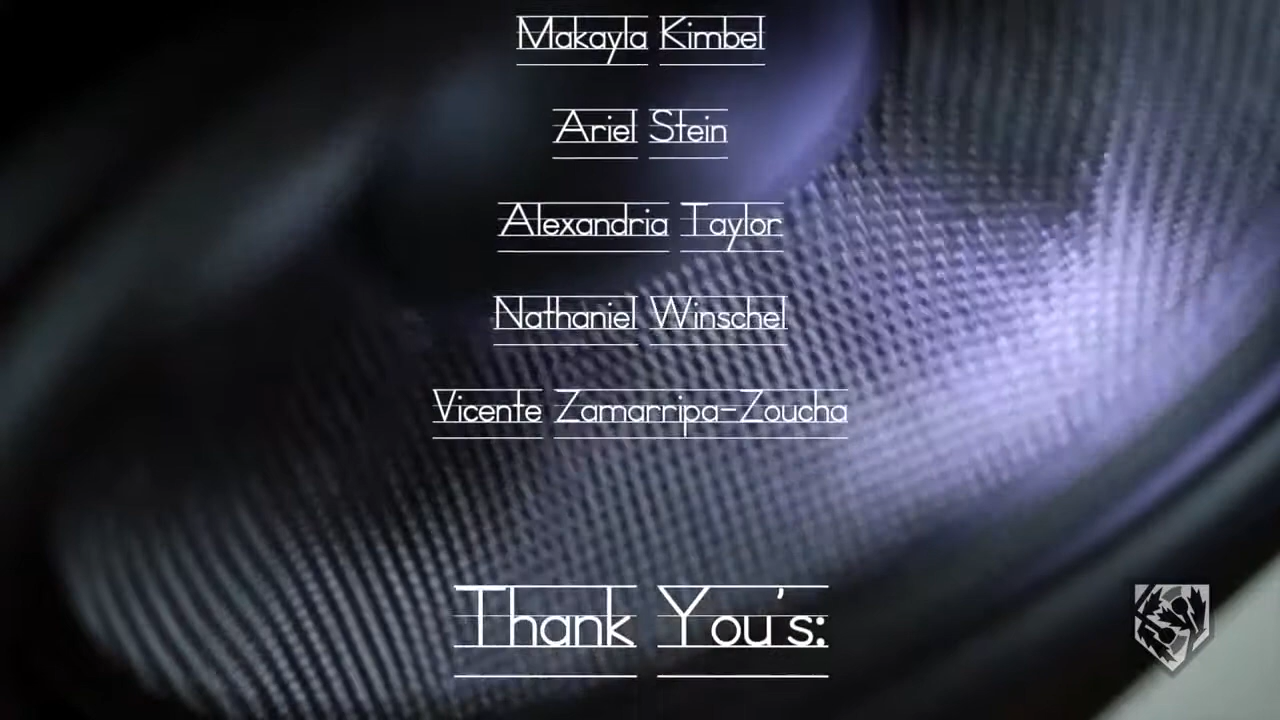 Makayla Kimbel
Ariel Stein
Alexandria Taylor
Nathaniel Winschel
Vicente Zamarripa-Zoucha
Thank You's: